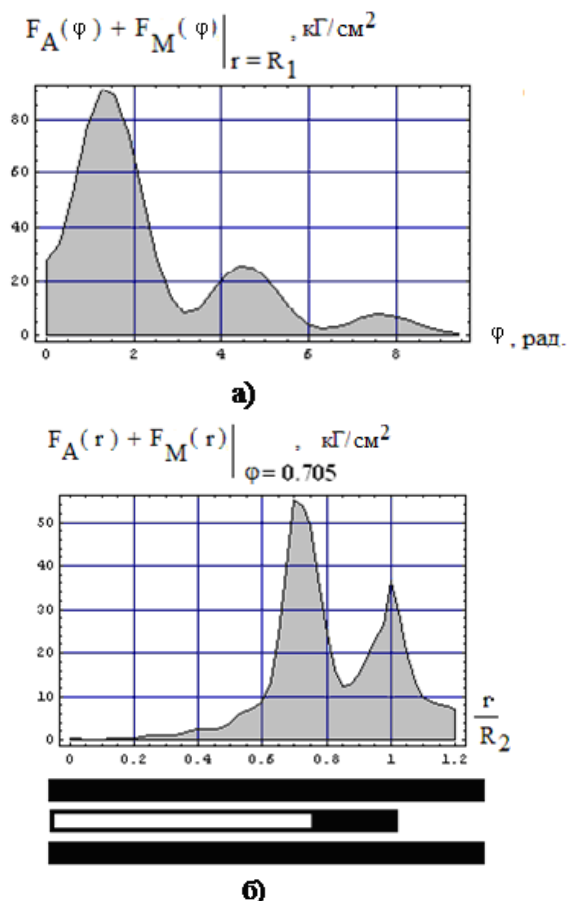 F_A(φ) + F_M(φ)|_{r = R_1} , кГ/см²
80
60
40
20
0
0 2 4 6 8
φ , рад.
а)
F_A(r) + F_M(r)|_{φ= 0.705} , кГ/см²
50
40
30
20
10
0
0 0.2 0.4 0.6 0.8 1 1.2
r
R_2
б)